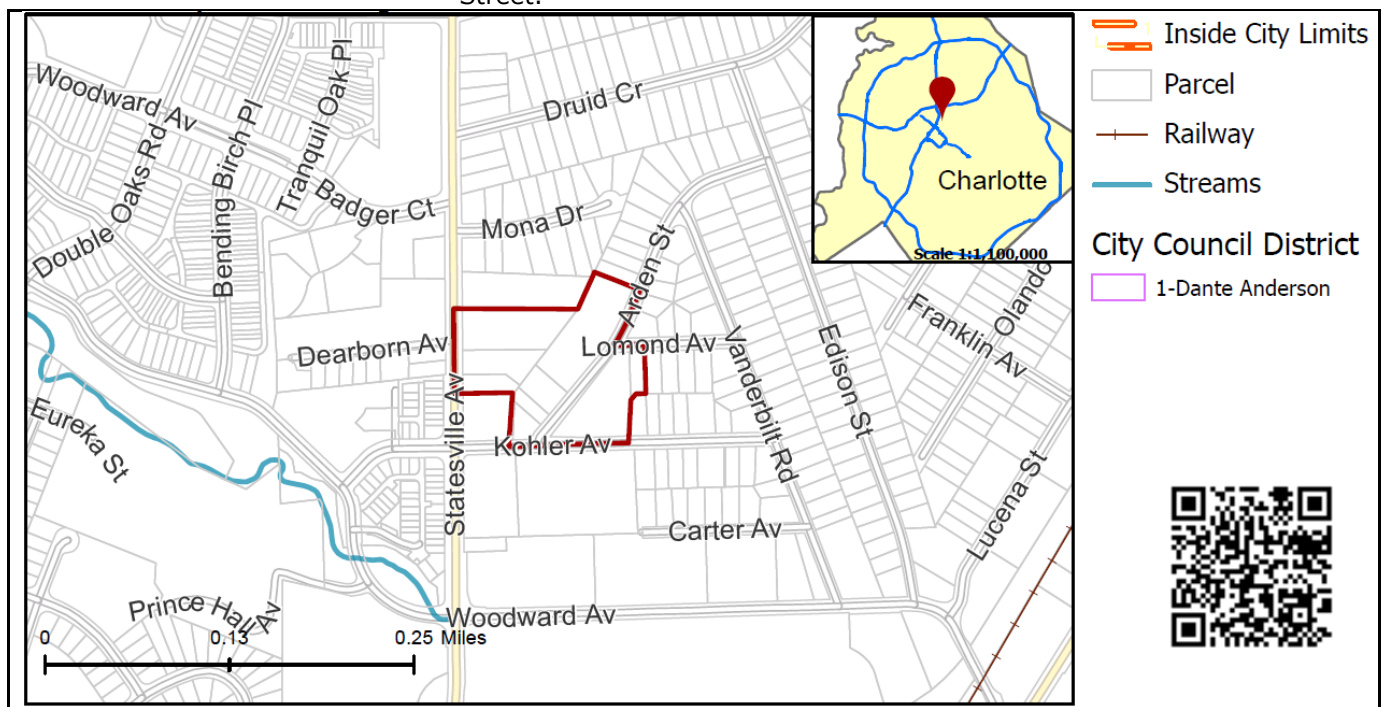 Street.
Woodward Av
Double Oaks Rd
Bending Birch Pl
Tranquil Oak Pl
Badger Ct
Druid Cr
Mona Dr
Arden St
Dearborn Av
Lomond Av
Vanderbilt Rd
Edison St
Franklin Av
Olando
Eureka St
Statesville Av
Kohler Av
Carter Av
Lucena St
Prince Hall Av
Woodward Av
0
0.13
0.25 Miles
Charlotte
Scale 1:1,100,000
Inside City Limits
Parcel
Railway
Streams
City Council District
1-Dante Anderson